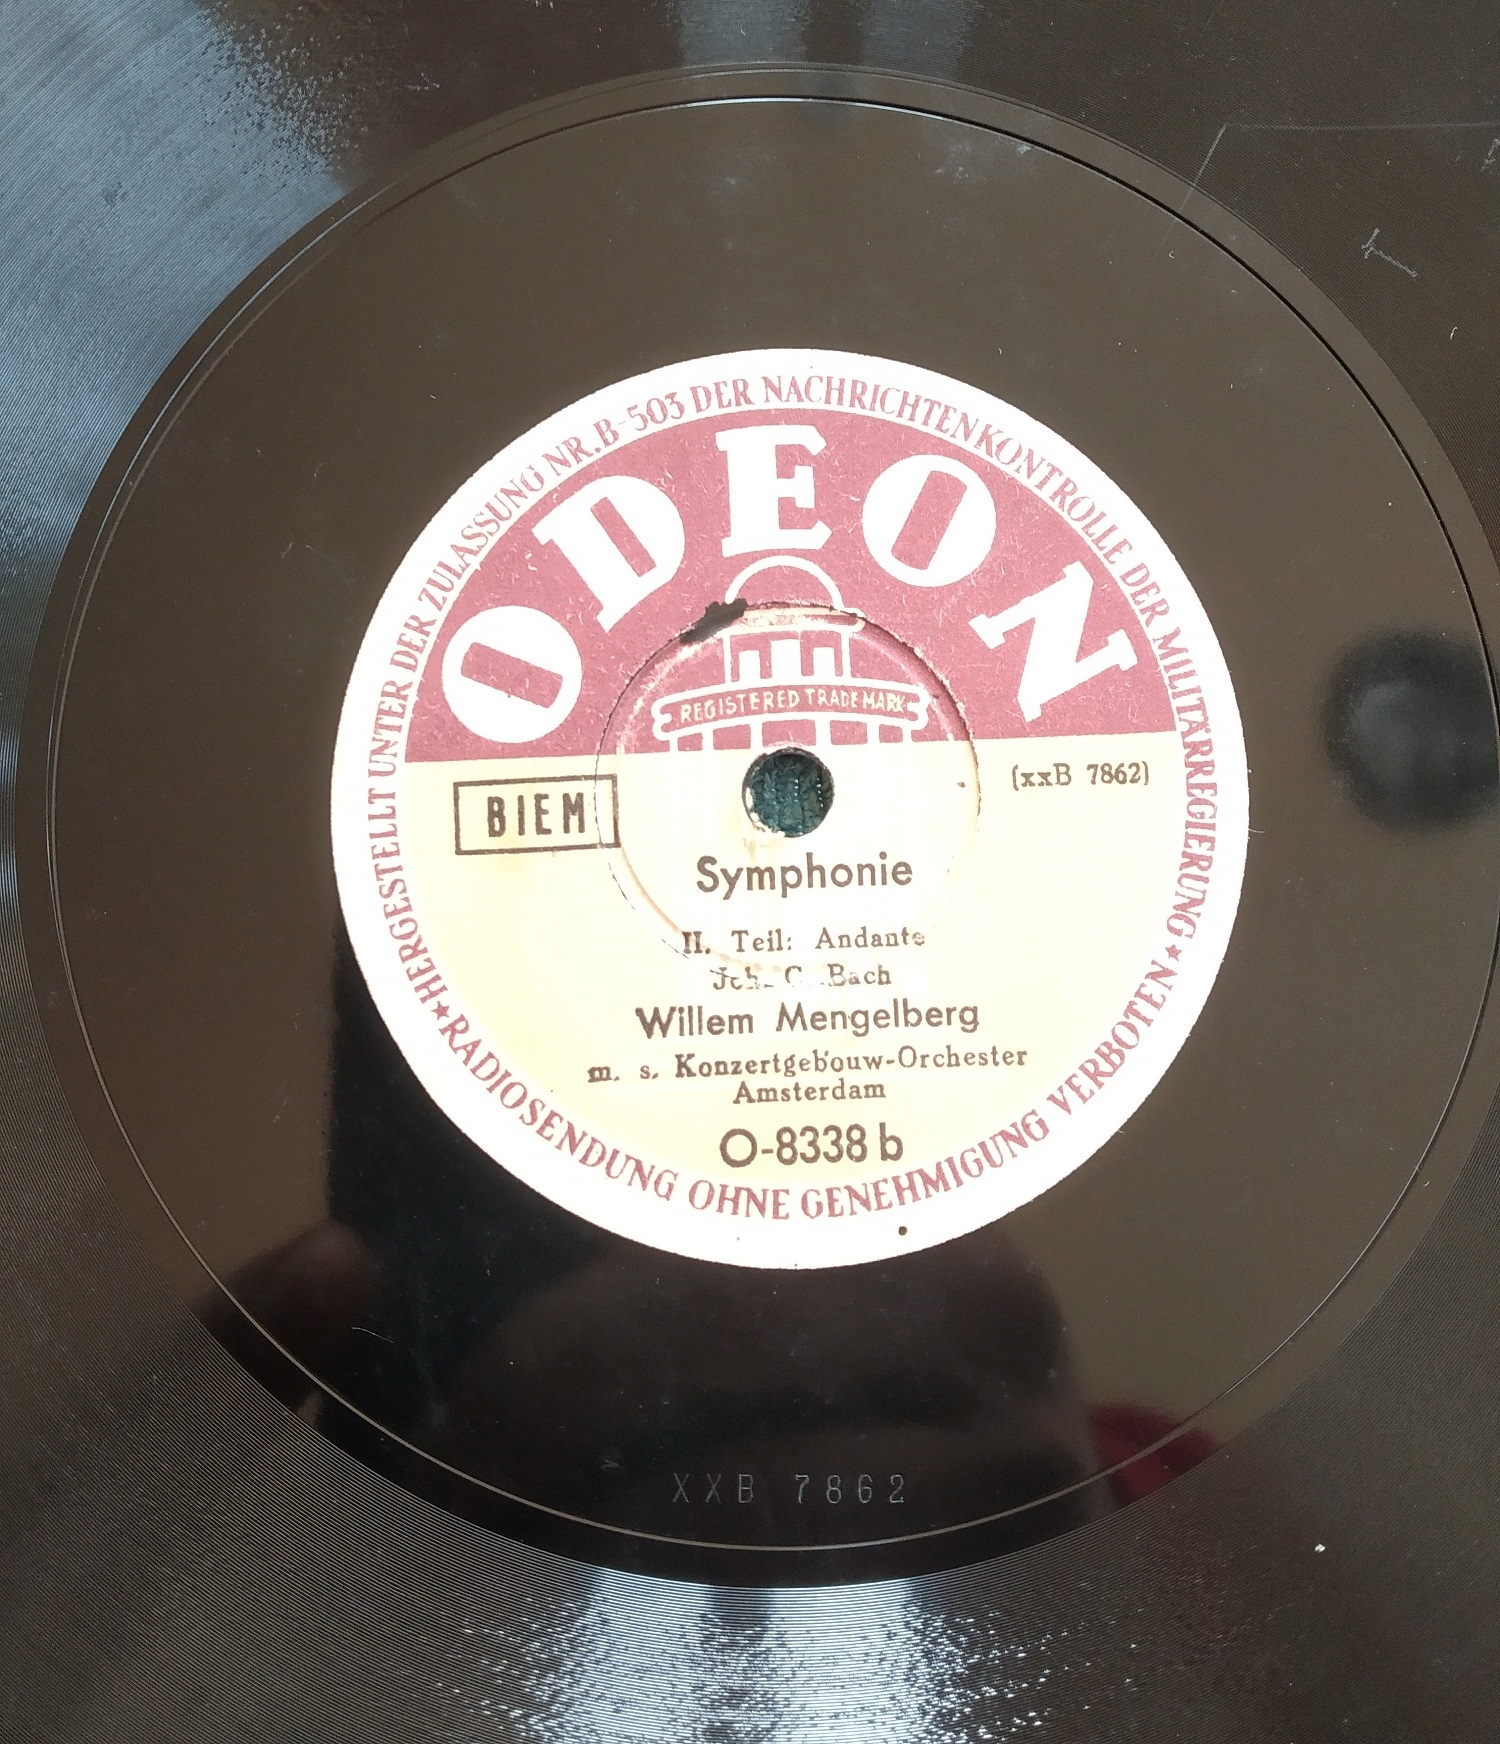 HERGESTELLT UNTER DER ZULASSUNG NR. B-503 DER NACHRICHTENKONTROLLE DER MILITÄRREGIERUNG
ODEON
REGISTERED TRADE MARK
BIEM
(xxB 7862)
Symphonie
II. Teil: Andante
Joh. C. Bach
Willem Mengelberg
m. s. Konzertgebouw-Orchester
Amsterdam
O-8338 b
★ RADIOSENDUNG OHNE GENEHMIGUNG VERBOTEN ★
XXB 7862